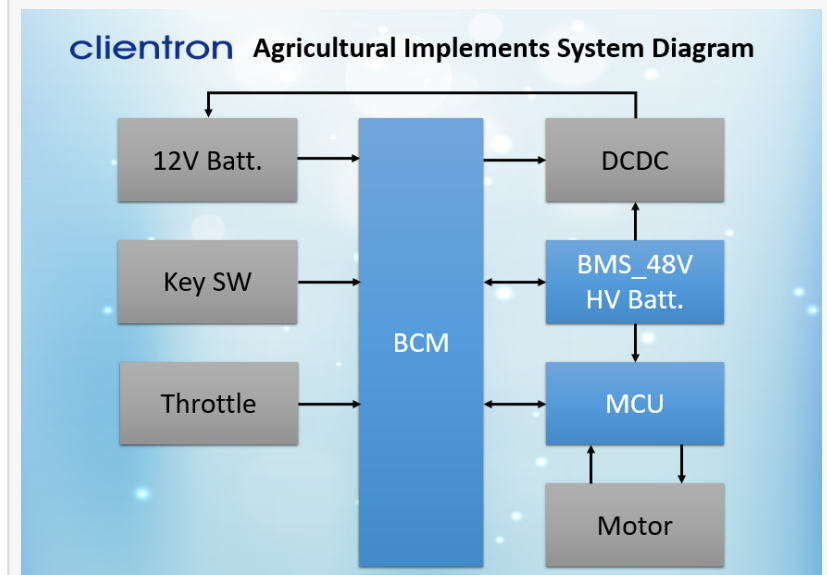 clientron Agricultural Implements System Diagram
12V Batt.
DCDC
Key SW
BMS_48V
HV Batt.
BCM
Throttle
MCU
Motor